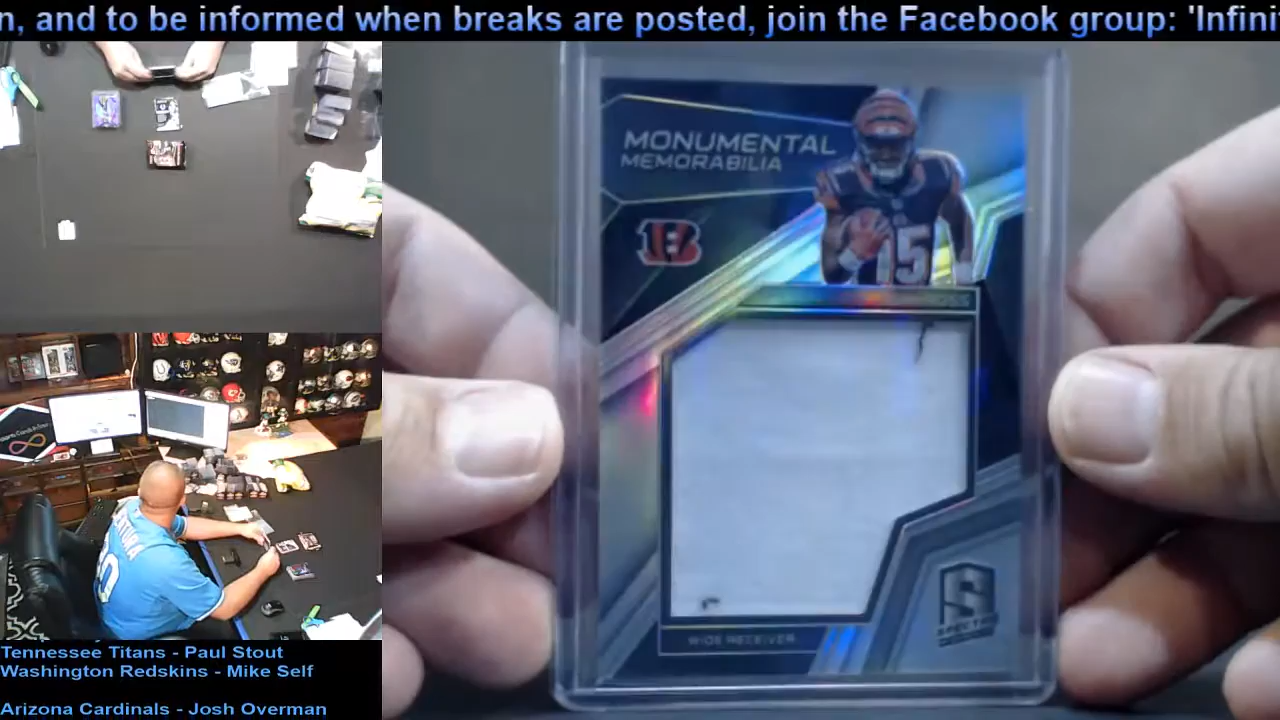 n, and to be informed when breaks are posted, join the Facebook group: 'Infini
MONUMENTAL
MEMORABILIA
B
15
WIDE RECEIVER
S
SPECTRA
Tennessee Titans - Paul Stout
Washington Redskins - Mike Self
Arizona Cardinals - Josh Overman